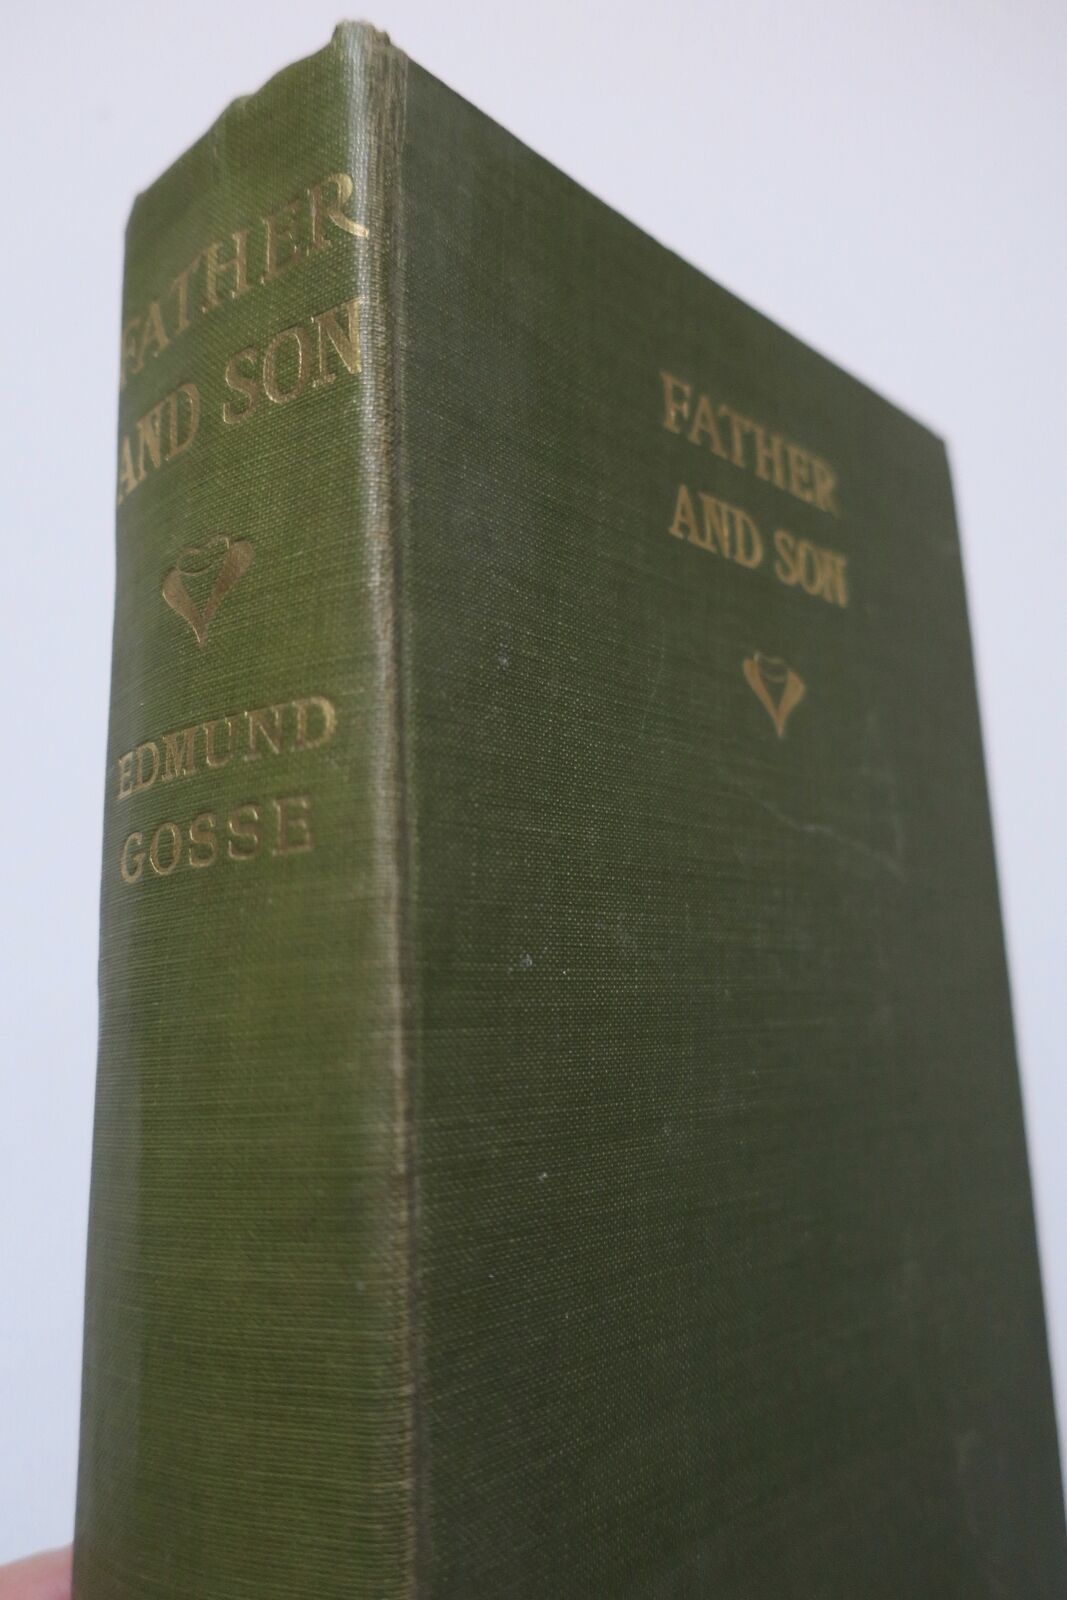 FATHER
AND SON
EDMUND
GOSSE
FATHER
AND SON